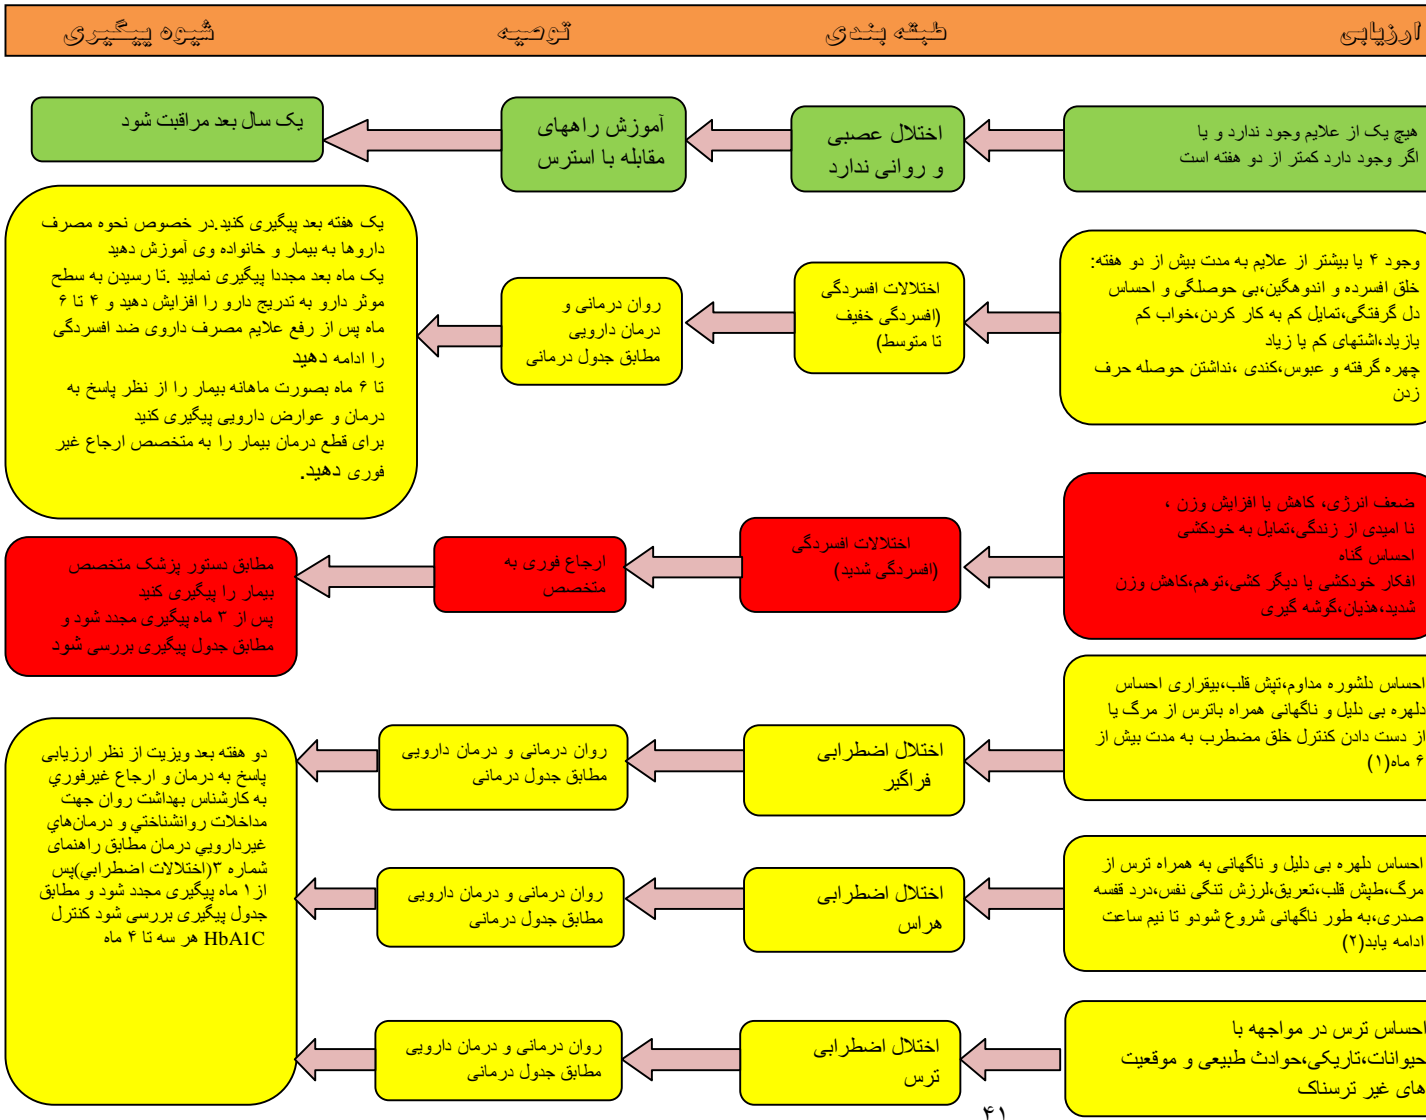 ارزیابی
طبقه بندی
توصیه
شیوه پیگیری
هیچ یک از علایم وجود ندارد و یا
اگر وجود دارد کمتر از دو هفته است
اختلال عصبی
و روانی ندارد
آموزش راههای
مقابله با استرس
یک سال بعد مراقبت شود
وجود ۴ یا بیشتر از علایم به مدت بیش از دو هفته:
خلق افسرده و اندوهگین،بی حوصلگی و احساس
دل گرفتگی،تمایل کم به کار کردن،خواب کم
یازیاد،اشتهای کم یا زیاد
چهره گرفته و عبوس،کندی ،نداشتن حوصله حرف
زدن
اختلالات افسردگی
(افسردگی خفیف
تا متوسط)
روان درمانی و
درمان دارویی
مطابق جدول درمانی
یک هفته بعد پیگیری کنید.در خصوص نحوه مصرف
داروها به بیمار و خانواده وی آموزش دهید
یک ماه بعد مجددا پیگیری نمایید .تا رسیدن به سطح
موثر دارو به تدریج دارو را افزایش دهید و ۴ تا ۶
ماه پس از رفع علایم مصرف داروی ضد افسردگی
را ادامه دهید
تا ۶ ماه بصورت ماهانه بیمار را از نظر پاسخ به
درمان و عوارض دارویی پیگیری کنید
برای قطع درمان بیمار را به متخصص ارجاع غیر
فوری دهید.
ضعف انرژی، کاهش یا افزایش وزن ،
نا امیدی از زندگی،تمایل به خودکشی
احساس گناه
افکار خودکشی یا دیگر کشی،توهم،کاهش وزن
شدید،هذیان،گوشه گیری
اختلالات افسردگی
(افسردگی شدید)
ارجاع فوری به
متخصص
مطابق دستور پزشک متخصص
بیمار را پیگیری کنید
پس از ۳ ماه پیگیری مجدد شود و
مطابق جدول پیگیری بررسی شود
احساس دلشوره مداوم،تپش قلب،بیقراری احساس
دلهره بی دلیل و ناگهانی همراه باترس از مرگ یا
از دست دادن کنترل خلق مضطرب به مدت بیش از
۶ ماه(۱)
اختلال اضطرابی
فراگیر
روان درمانی و درمان دارویی
مطابق جدول درمانی
دو هفته بعد ویزیت از نظر ارزیابی
پاسخ به درمان و ارجاع غیرفوري
به کارشناس بهداشت روان جهت
مداخلات روانشناختي و درمان‌هاي
غیردارویي درمان مطابق راهنمای
شماره ۳(اختلالات اضطرابي)پس
از ۱ ماه پیگیری مجدد شود و مطابق
جدول پیگیری بررسی شود کنترل
HbA1C هر سه تا ۴ ماه
احساس دلهره بی دلیل و ناگهانی به همراه ترس از
مرگ،طپش قلب،تعریق،لرزش تنگی نفس،درد قفسه
صدری،به طور ناگهانی شروع شودو تا نیم ساعت
ادامه یابد(۲)
اختلال اضطرابی
هراس
روان درمانی و درمان دارویی
مطابق جدول درمانی
احساس ترس در مواجهه با
حیوانات،تاریکی،حوادث طبیعی و موقعیت
های غیر ترسناک
اختلال اضطرابی
ترس
روان درمانی و درمان دارویی
مطابق جدول درمانی
۴۱